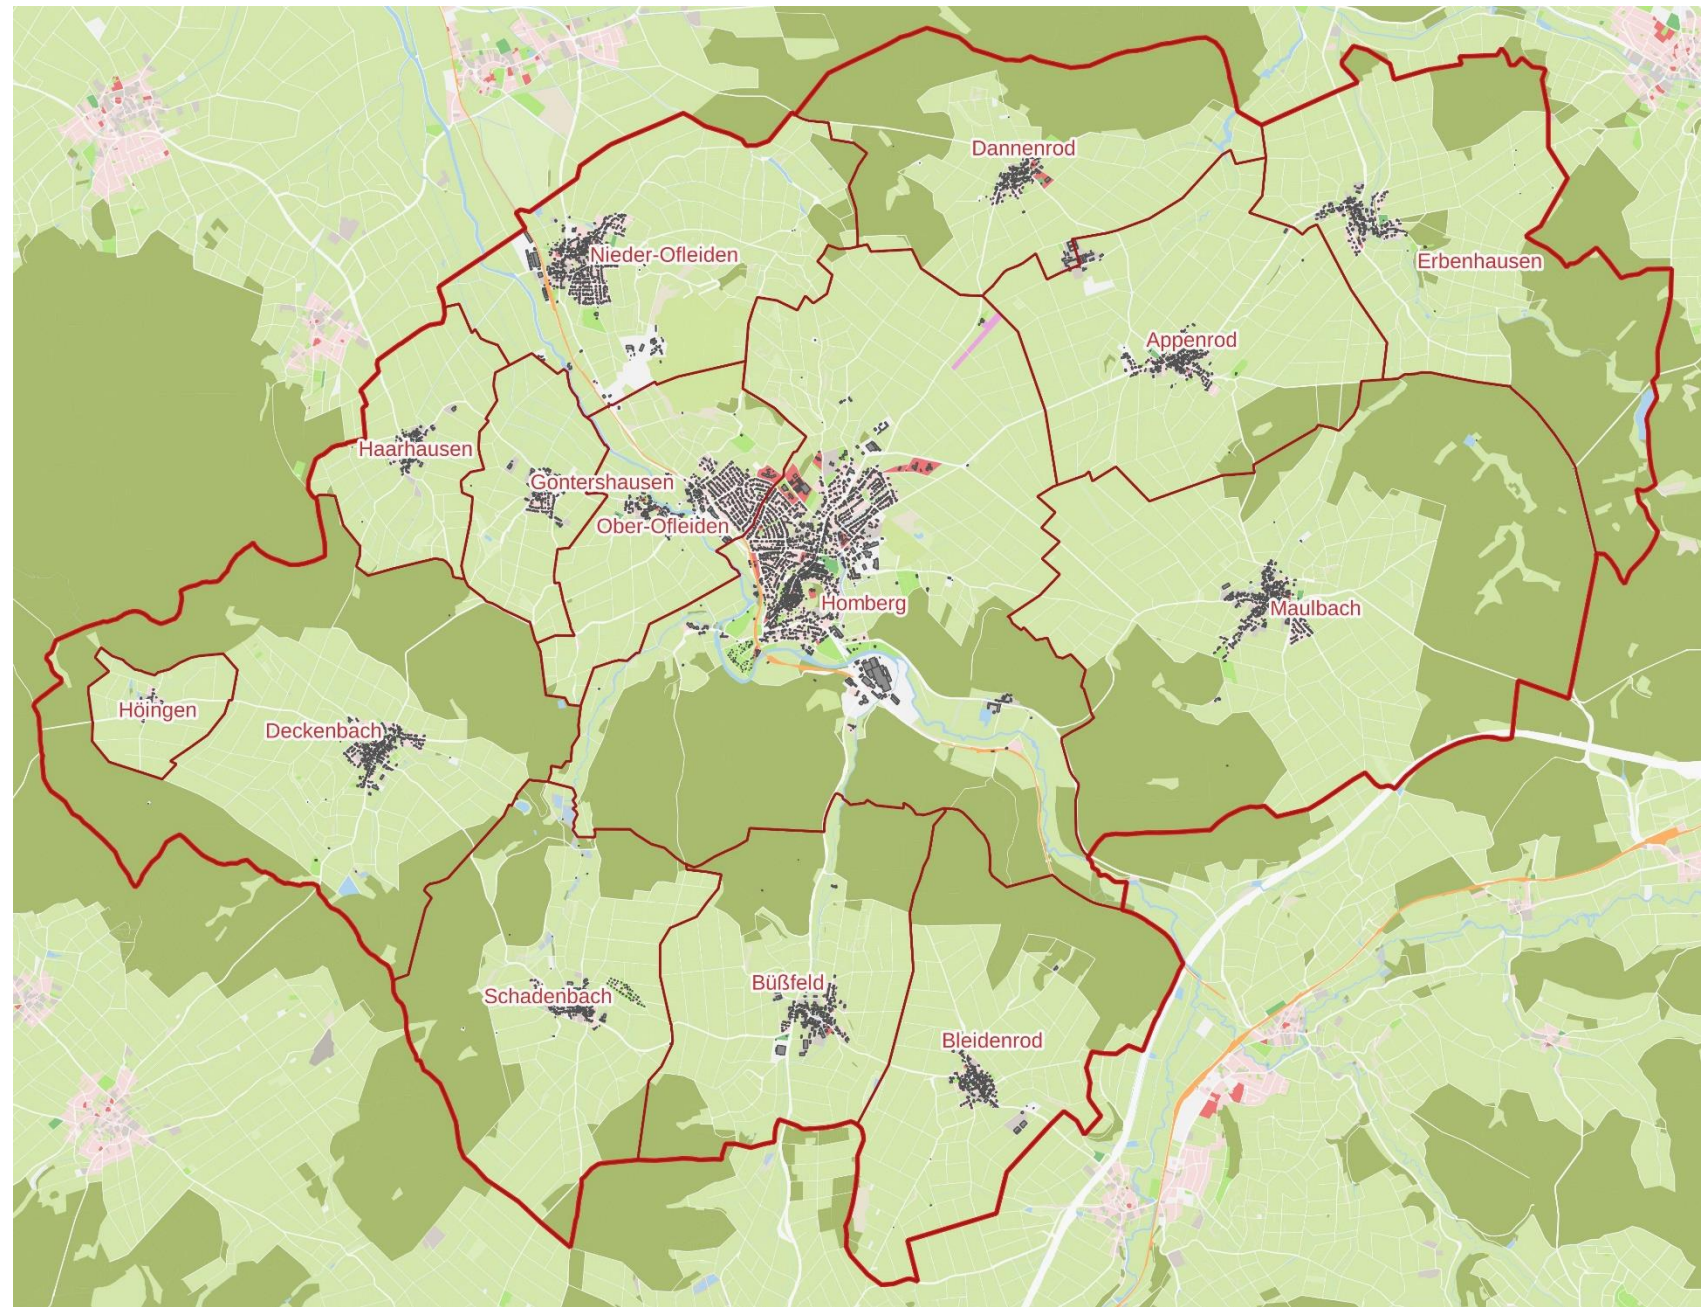 Dannenrod
Nieder-Ofleiden
Erbenhausen
Appenrod
Haarhausen
Gontershausen
Ober-Ofleiden
Homberg
Maulbach
Höingen
Deckenbach
Schadenbach
Büßfeld
Bleidenrod